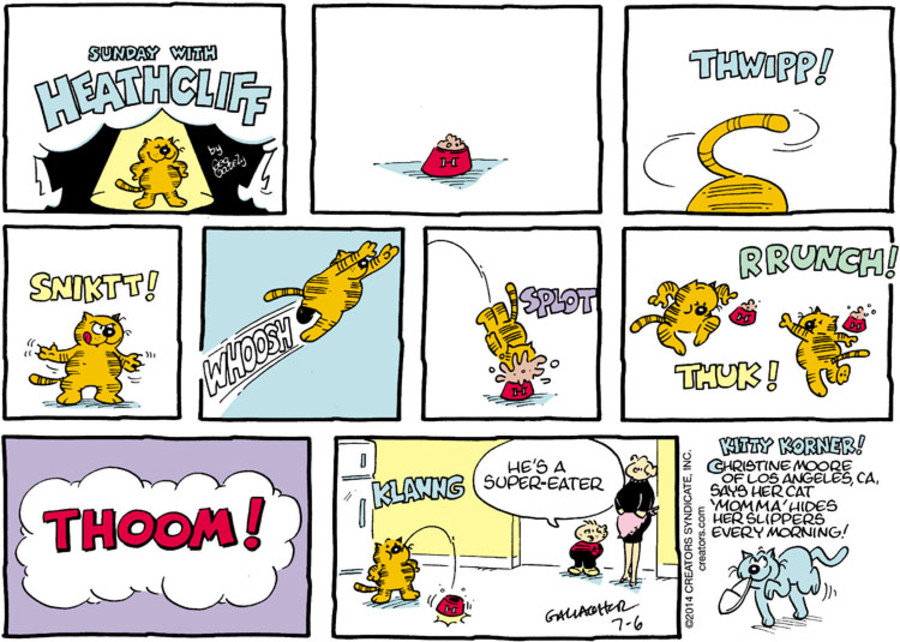 SUNDAY WITH
HEATHCLIFF
by
H
THWIPP!
SNIKTT!
WHOOSH
SPLOT
H
RRUNCH!
THUK!
H
H
THOOM!
KLANNG
HE'S A
SUPER-EATER
H
GALLAGHER
7-6
©2014 CREATORS SYNDICATE, INC.
creators.com
KITTY KORNER!
CHRISTINE MOORE
OF LOS ANGELES, CA,
SAYS HER CAT
'MOMMA' HIDES
HER SLIPPERS
EVERY MORNING!